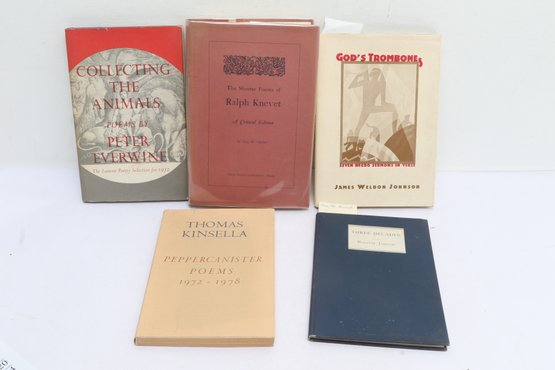 COLLECTING
THE
ANIMALS
POEMS BY
PETER
EVERWINE
The Lamont Poetry Selection for 1972
The Shorter Poems of
Ralph Knevet
A Critical Edition
GOD'S TROMBONES
SEVEN NEGRO SERMONS IN VERSE
JAMES WELDON JOHNSON
THOMAS
KINSELLA
PEPPERCANISTER
POEMS
1972 - 1978
THREE DECADES